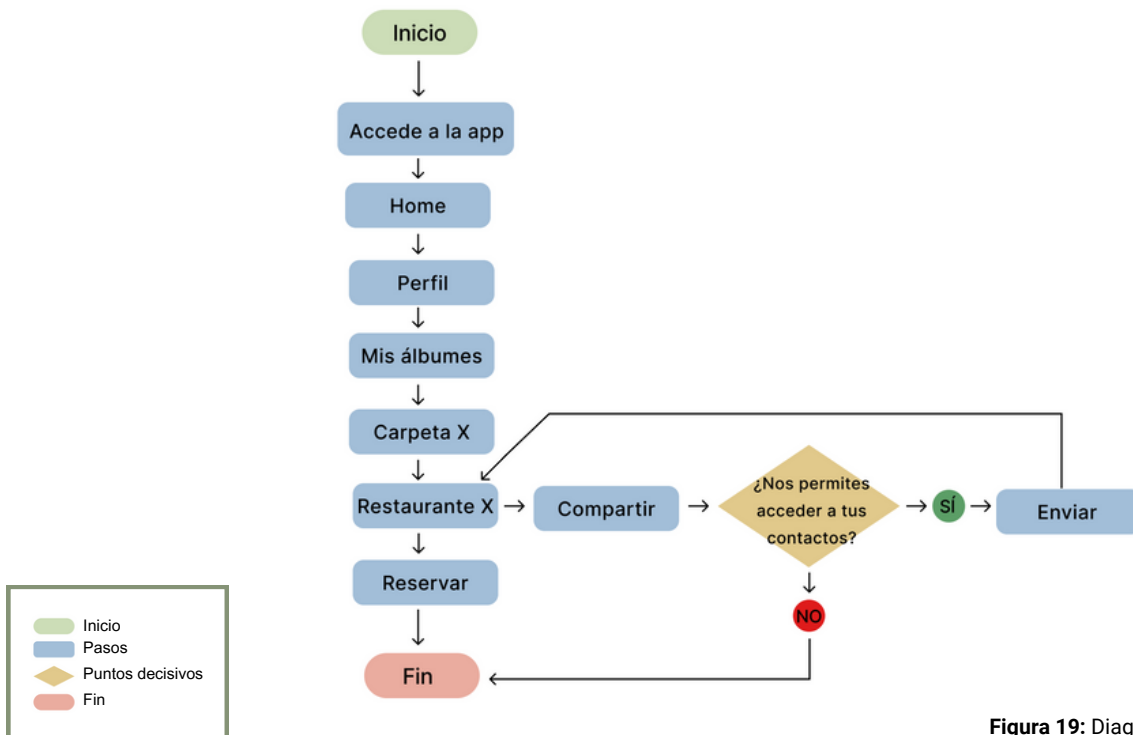 Inicio
Accede a la app
Home
Perfil
Mis álbumes
Carpeta X
Restaurante X
Compartir
¿Nos permites
acceder a tus
contactos?
SÍ
Enviar
Reservar
NO
Fin
Inicio
Pasos
Puntos decisivos
Fin
Figura 19: Diag